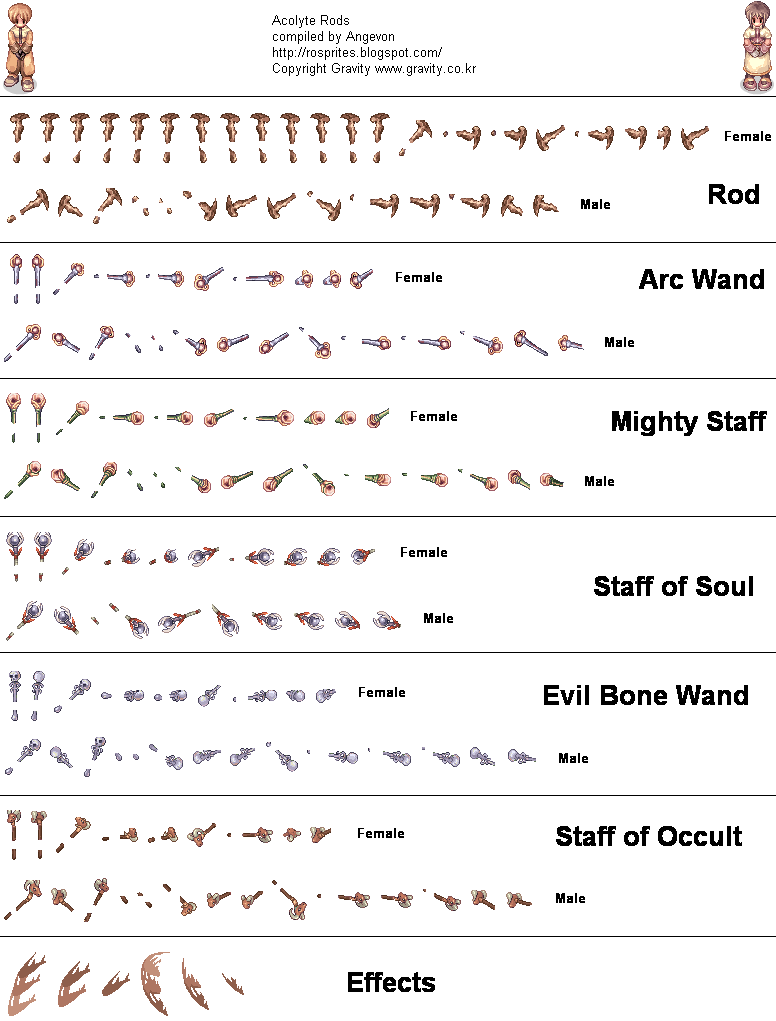 Acolyte Rods
compiled by Angevon
http://rosprites.blogspot.com/
Copyright Gravity www.gravity.co.kr
Female
Rod
Male
Female
Arc Wand
Male
Female
Mighty Staff
Male
Female
Staff of Soul
Male
Female
Evil Bone Wand
Male
Female
Staff of Occult
Male
Effects